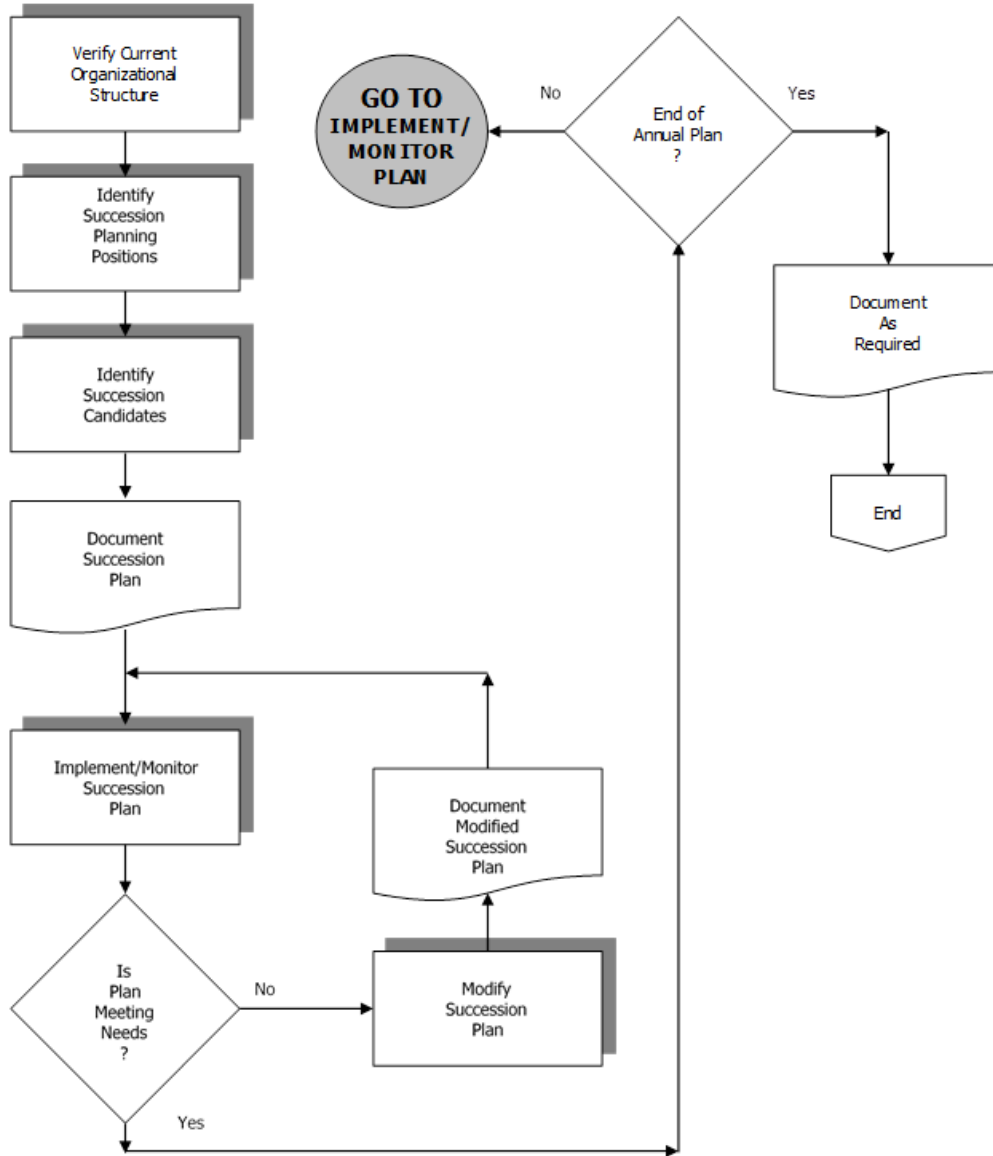 Verify Current
Organizational
Structure
Identify
Succession
Planning
Positions
Identify
Succession
Candidates
Document
Succession
Plan
Implement/Monitor
Succession
Plan
Is
Plan
Meeting
Needs
?
No
Yes
Modify
Succession
Plan
Document
Modified
Succession
Plan
GO TO
IMPLEMENT/
MONITOR
PLAN
No
End of
Annual Plan
?
Yes
Document
As
Required
End